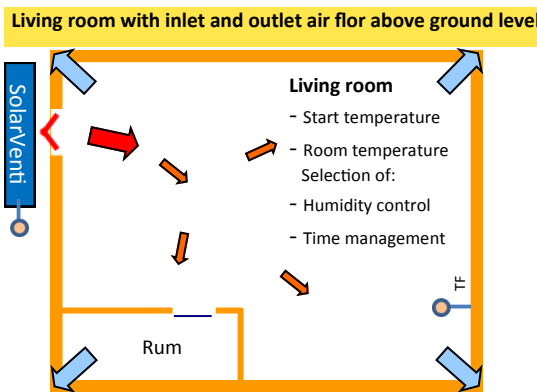 Living room with inlet and outlet air flor above ground level
SolarVenti
Living room
- Start temperature
- Room temperature
Selection of:
- Humidity control
- Time management
TF
Rum